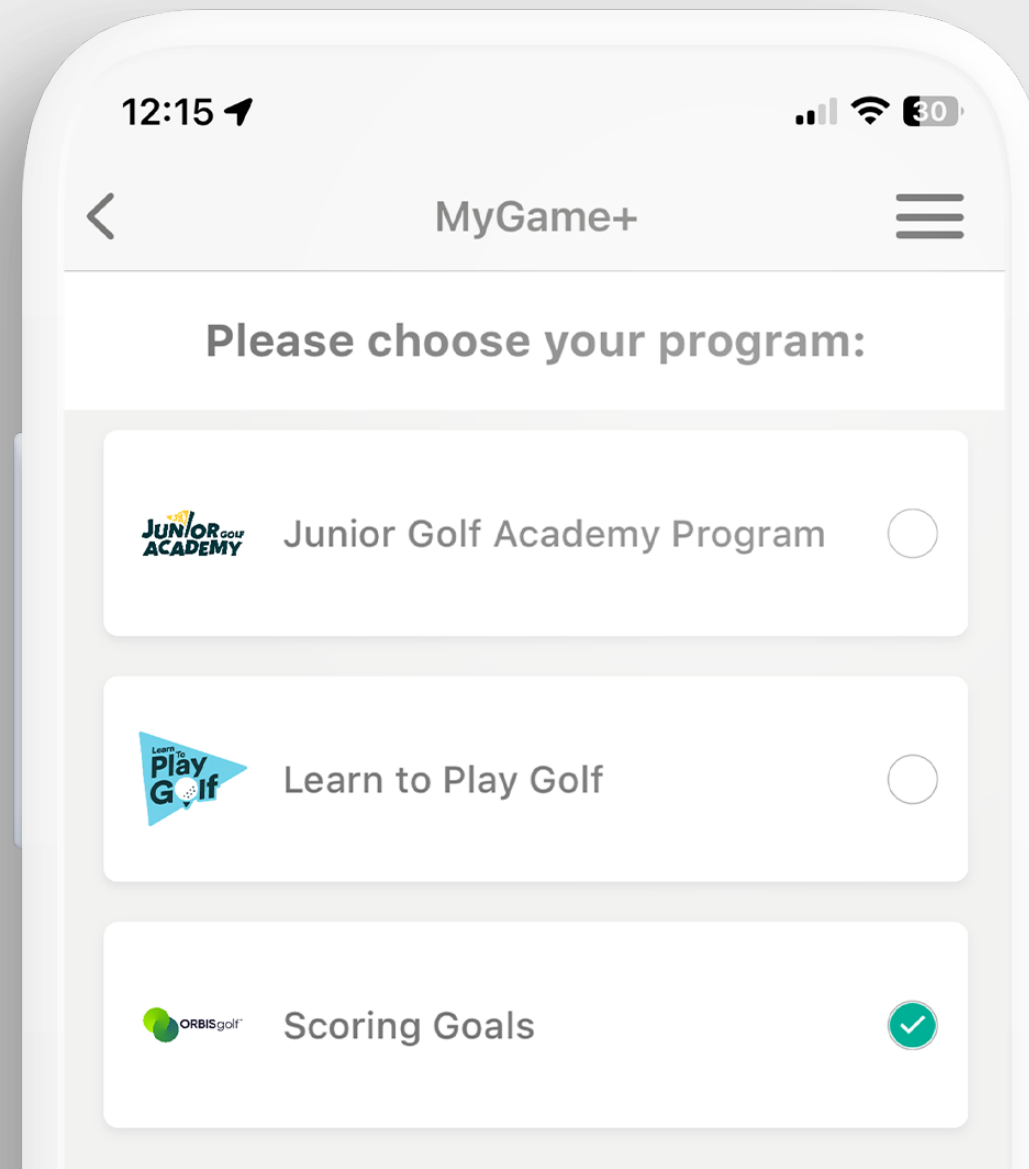 12:15
30
MyGame+
Please choose your program:
JUNIOR GOLF
ACADEMY
Junior Golf Academy Program
Learn To
Play
Golf
Learn to Play Golf
ORBISgolf
Scoring Goals